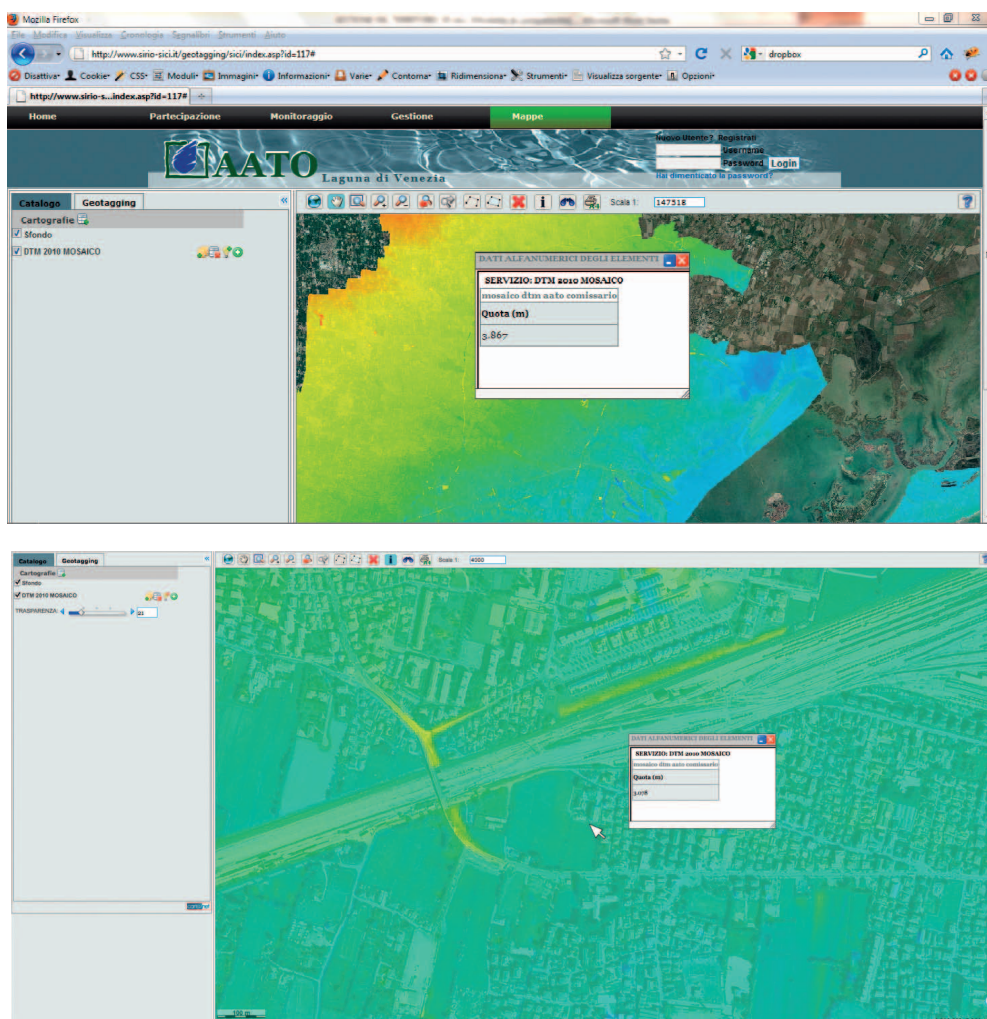 Mozilla Firefox
File Modifica Visualizza Cronologia Segnalibri Strumenti Aiuto
http://www.sirio-sici.it/geotagging/sici/index.asp?id=117#
dropbox
Disattiva Cookie CSS Moduli Immagini Informazioni Varie Contorna Ridimensiona Strumenti Visualizza sorgente Opzioni
http://www.sirio-s...index.asp?id=117#
Home Partecipazione Monitoraggio Gestione Mappe
Nuovo Utente? Registrati
Username
Password Login
Hai dimenticato la password?
AATO
Laguna di Venezia
Catalogo Geotagging
Scala 1: 147518
Cartografie
Sfondo
DTM 2010 MOSAICO
DATI ALFANUMERICI DEGLI ELEMENTI
SERVIZIO: DTM 2010 MOSAICO
mosaico dtm aato comissario
Quota (m)
3.867
Catalogo Geotagging
Scala 1: 4000
Cartografie
Sfondo
DTM 2010 MOSAICO
TRASPARENZA:
DATI ALFANUMERICI DEGLI ELEMENTI
SERVIZIO: DTM 2010 MOSAICO
mosaico dtm aato comissario
Quota (m)
3.078
100 m